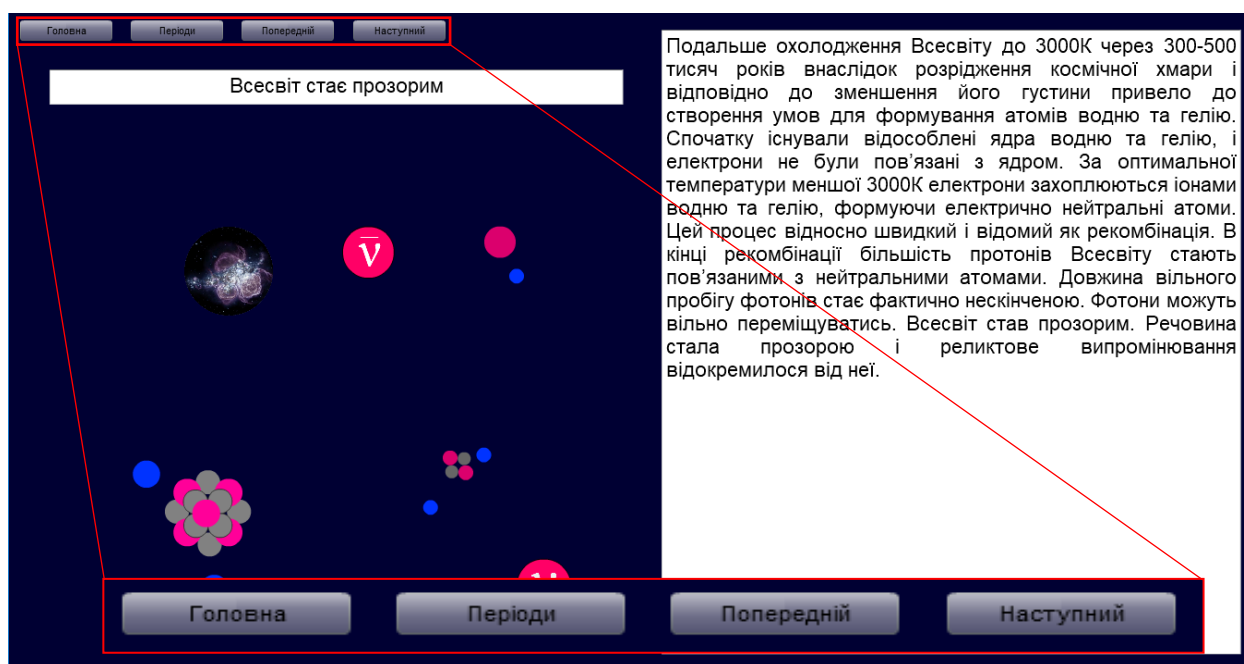 Головна Періоди Попередній Наступний
Всесвіт стає прозорим
Подальше охолодження Всесвіту до 3000К через 300-500
тисяч років внаслідок розрідження космічної хмари і
відповідно до зменшення його густини привело до
створення умов для формування атомів водню та гелію.
Спочатку існували відособлені ядра водню та гелію, і
електрони не були пов’язані з ядром. За оптимальної
температури меншої 3000К електрони захоплюються іонами
водню та гелію, формуючи електрично нейтральні атоми.
Цей процес відносно швидкий і відомий як рекомбінація. В
кінці рекомбінації більшість протонів Всесвіту стають
пов’язаними з нейтральними атомами. Довжина вільного
пробігу фотонів стає фактично нескінченою. Фотони можуть
вільно переміщуватись. Всесвіт став прозорим. Речовина
стала прозорою і реликтове випромінювання
відокремилося від неї.
ν̅
Головна Періоди Попередній Наступний